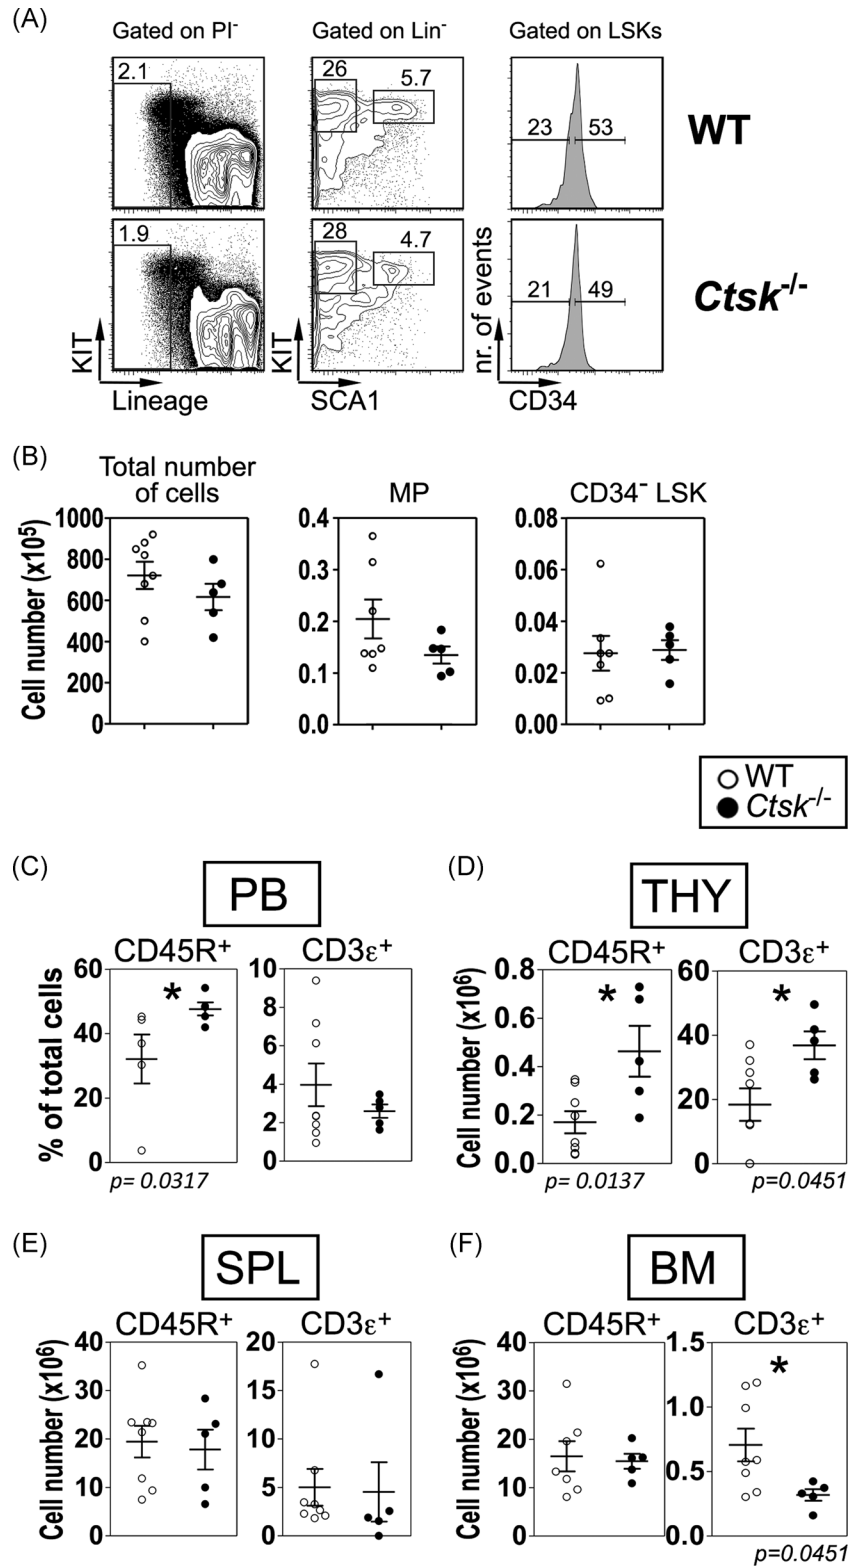 (A)
Gated on PI-
Gated on Lin-
Gated on LSKs
2.1
26
5.7
23
53
WT
1.9
28
4.7
21
49
Ctsk-/-
KIT
Lineage
KIT
SCA1
nr. of events
CD34
(B)
Total number
of cells
MP
CD34- LSK
Cell number (x10⁵)
1000
800
600
400
200
0
0.4
0.3
0.2
0.1
0.0
0.08
0.06
0.04
0.02
0.00
WT
Ctsk-/-
(C)
PB
CD45R+
CD3ε+
% of total cells
60
40
20
0
*
10
8
6
4
2
0
p= 0.0317
(D)
THY
CD45R+
CD3ε+
Cell number (x10⁶)
0.8
0.6
0.4
0.2
0.0
*
60
40
20
0
*
p= 0.0137
p=0.0451
(E)
SPL
CD45R+
CD3ε+
Cell number (x10⁶)
40
30
20
10
0
20
15
10
5
0
(F)
BM
CD45R+
CD3ε+
Cell number (x10⁶)
40
30
20
10
0
1.5
1.0
0.5
0.0
*
p=0.0451